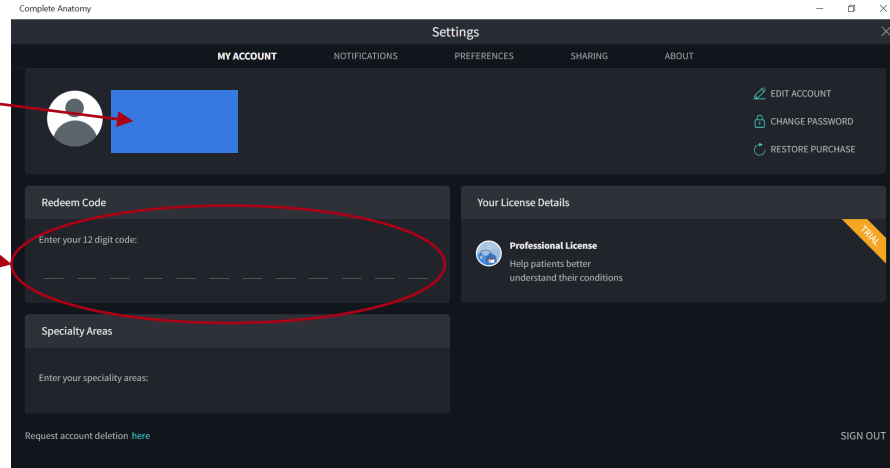 Complete Anatomy
Settings
MY ACCOUNT NOTIFICATIONS PREFERENCES SHARING ABOUT
EDIT ACCOUNT
CHANGE PASSWORD
RESTORE PURCHASE
Redeem Code
Enter your 12 digit code:
Your License Details
Professional License
Help patients better
understand their conditions
TRIAL
Specialty Areas
Enter your speciality areas:
Request account deletion here
SIGN OUT